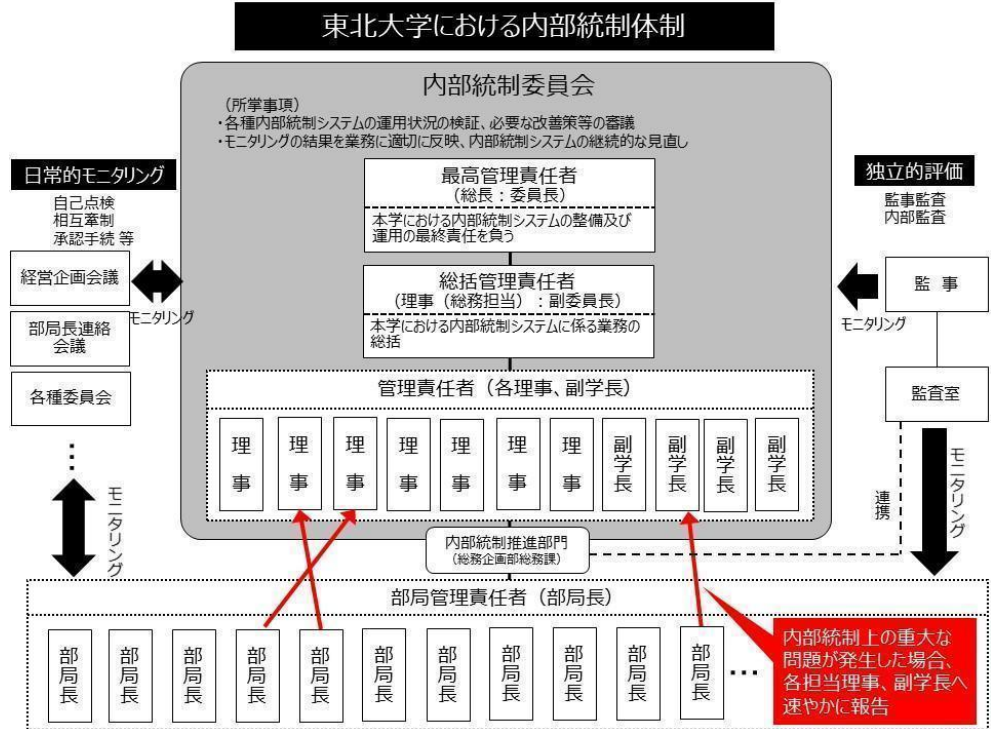 東北大学における内部統制体制
内部統制委員会
(所掌事項)
・各種内部統制システムの運用状況の検証、必要な改善策等の審議
・モニタリングの結果を業務に適切に反映、内部統制システムの継続的な見直し
最高管理責任者
(総長：委員長)
本学における内部統制システムの整備及び
運用の最終責任を負う
総括管理責任者
(理事（総務担当）：副委員長)
本学における内部統制システムに係る業務の
総括
管理責任者（各理事、副学長）
理事
理事
理事
理事
理事
理事
理事
副学長
副学長
副学長
副学長
日常的モニタリング
自己点検
相互牽制
承認手続 等
経営企画会議
モニタリング
部局長連絡
会議
各種委員会
⋮
モニタリング
独立的評価
監事監査
内部監査
監 事
モニタリング
監査室
連携
モニタリング
内部統制推進部門
(総務企画部総務課)
部局管理責任者（部局長）
部局長
部局長
部局長
部局長
部局長
部局長
部局長
部局長
部局長
部局長
部局長
…
内部統制上の重大な
問題が発生した場合、
各担当理事、副学長へ
速やかに報告